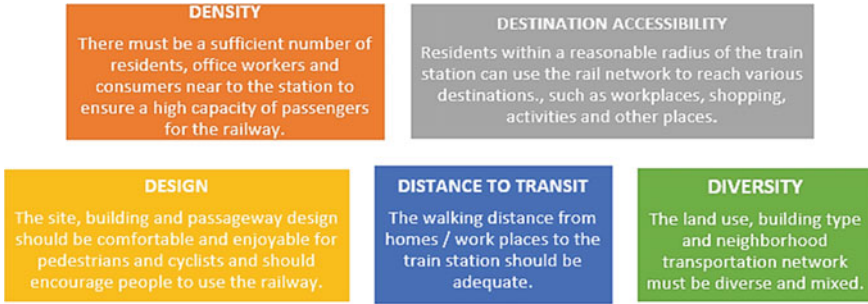 DENSITY
There must be a sufficient number of
residents, office workers and
consumers near to the station to
ensure a high capacity of passengers
for the railway.
DESTINATION ACCESSIBILITY
Residents within a reasonable radius of the train
station can use the rail network to reach various
destinations., such as workplaces, shopping,
activities and other places.
DESIGN
The site, building and passageway design
should be comfortable and enjoyable for
pedestrians and cyclists and should
encourage people to use the railway.
DISTANCE TO TRANSIT
The walking distance from
homes / work places to the
train station should be
adequate.
DIVERSITY
The land use, building type
and neighborhood
transportation network
must be diverse and mixed.